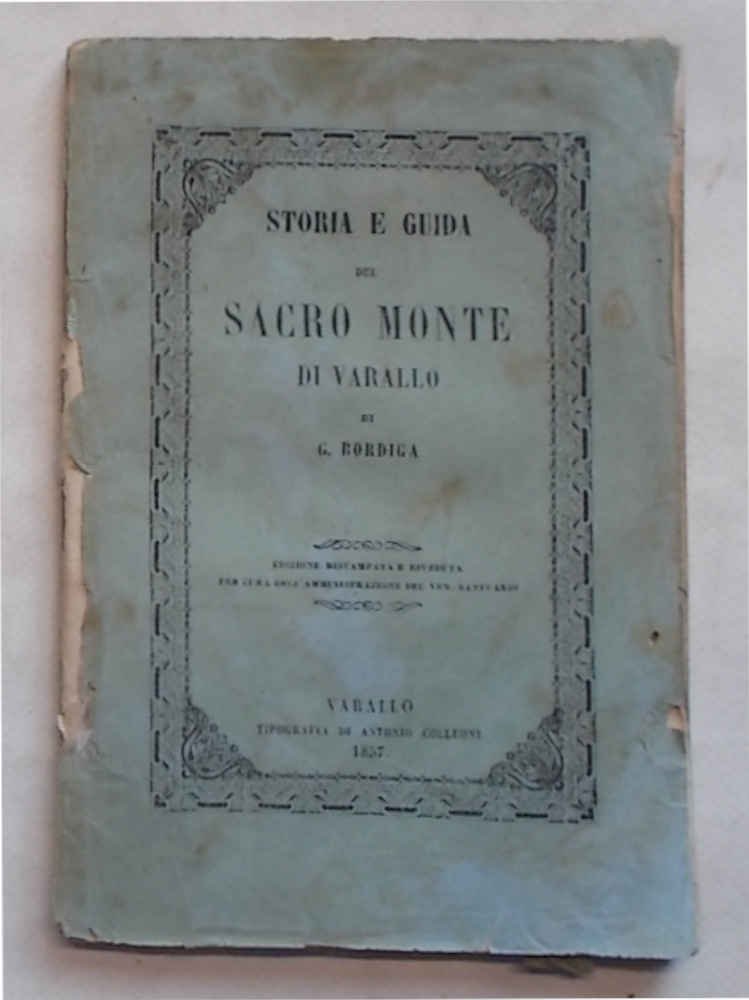 STORIA E GUIDA
DEL
SACRO MONTE
DI VARALLO
DI
G. BORDIGA
EDIZIONE RISTAMPATA E RIVEDUTA
PER CURA DELL'AMMINISTRAZIONE DEL VEN. SANTUARIO
VARALLO
TIPOGRAFIA DI ANTONIO COLLEONI
1857